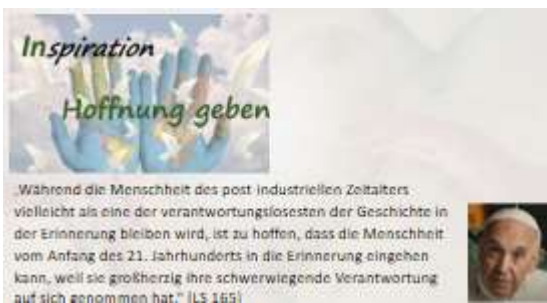 Inspiration
Hoffnung geben
„Während die Menschheit des post industriellen Zeitalters
vielleicht als eine der verantwortungslosesten der Geschichte in
der Erinnerung bleiben wird, ist zu hoffen, dass die Menschheit
vom Anfang des 21. Jahrhunderts in die Erinnerung eingehen
kann, weil sie großherzig ihre schwerwiegende Verantwortung
auf sich genommen hat." (LS 165)